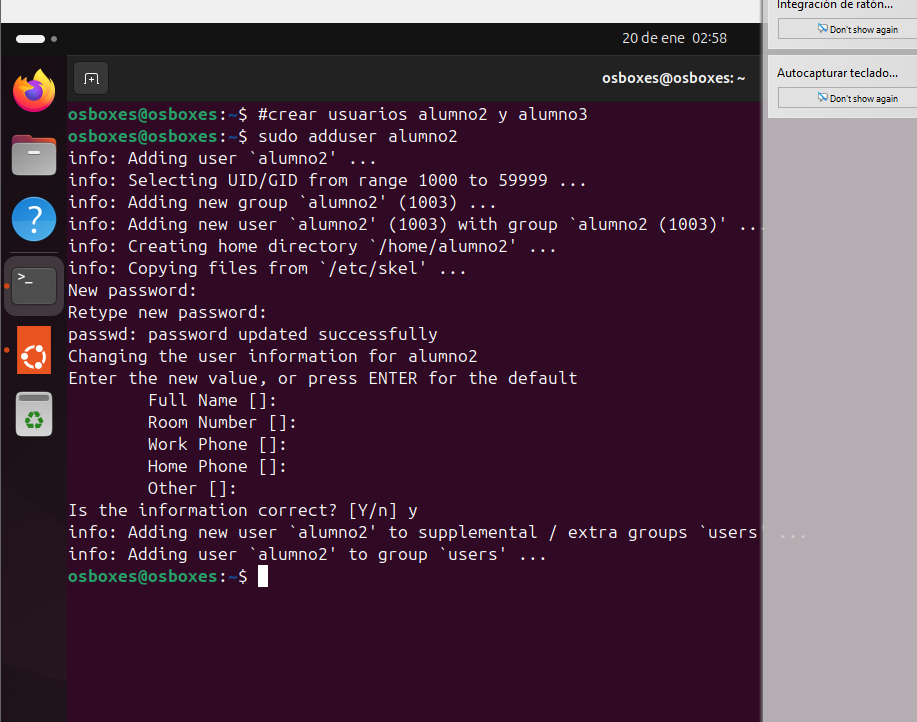 Integración de ratón...
Don't show again
20 de ene 02:58
Autocapturar teclado...
osboxes@osboxes: ~
Don't show again
osboxes@osboxes:~$ #crear usuarios alumno2 y alumno3
osboxes@osboxes:~$ sudo adduser alumno2
info: Adding user `alumno2' ...
info: Selecting UID/GID from range 1000 to 59999 ...
info: Adding new group `alumno2' (1003) ...
info: Adding new user `alumno2' (1003) with group `alumno2 (1003)' ...
info: Creating home directory `/home/alumno2' ...
info: Copying files from `/etc/skel' ...
New password:
Retype new password:
passwd: password updated successfully
Changing the user information for alumno2
Enter the new value, or press ENTER for the default
Full Name []:
Room Number []:
Work Phone []:
Home Phone []:
Other []:
Is the information correct? [Y/n] y
info: Adding new user `alumno2' to supplemental / extra groups `users' ...
info: Adding user `alumno2' to group `users' ...
osboxes@osboxes:~$